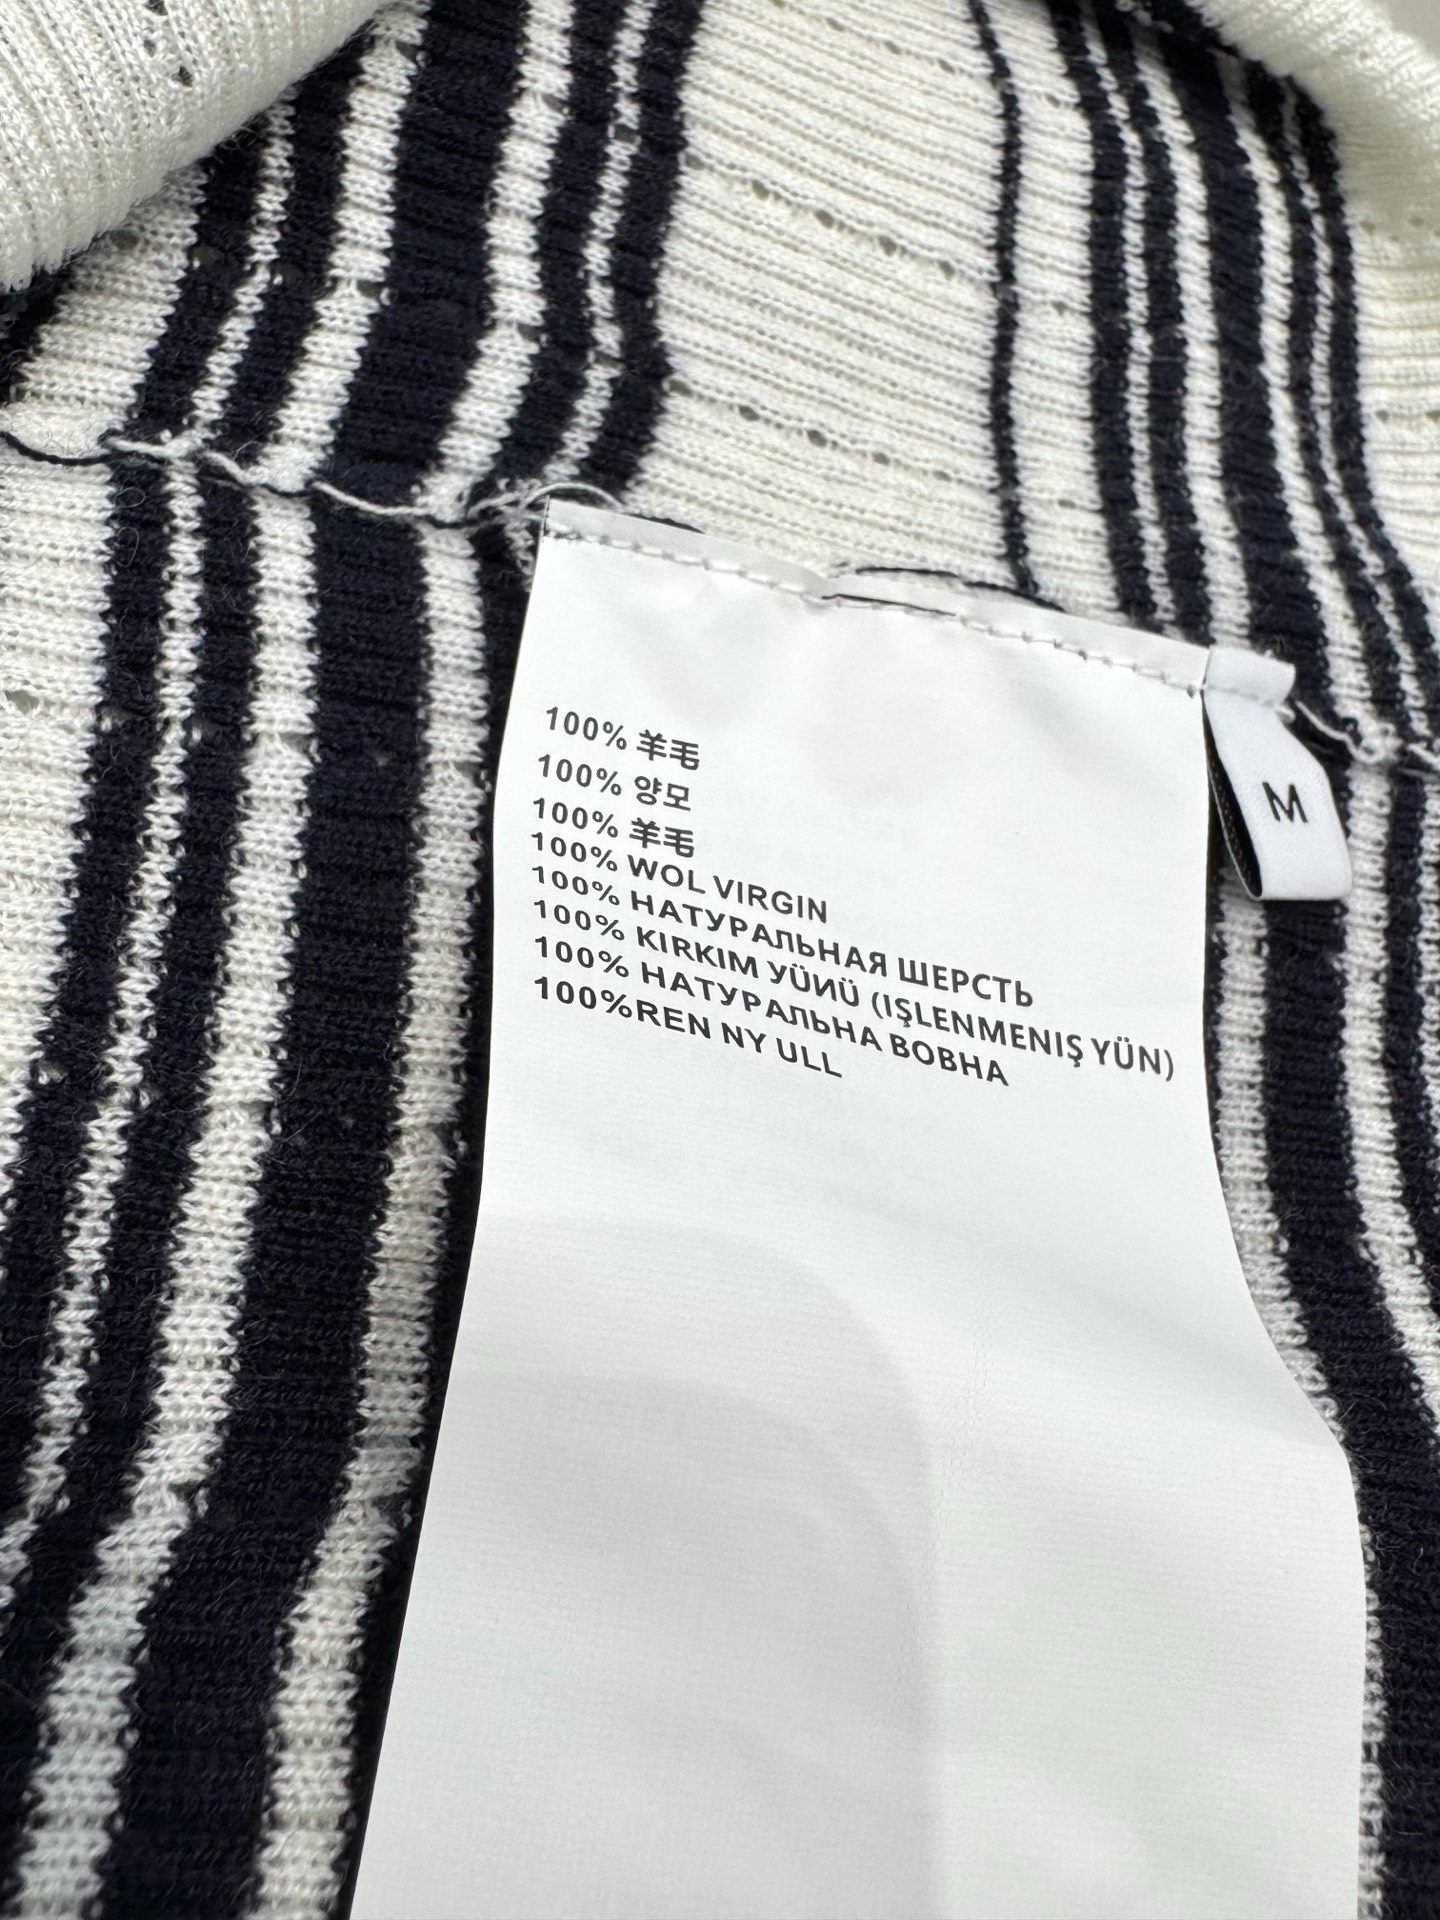 100% 羊毛
100% 양모
100% 羊毛
100% WOL VIRGIN
100% НАТУРАЛЬНАЯ ШЕРСТЬ
100% KIRKIM YÜИÜ (IŞLENMENIŞ YÜN)
100% НАТУРАЛЬНА ВОВНА
100%REN NY ULL
M